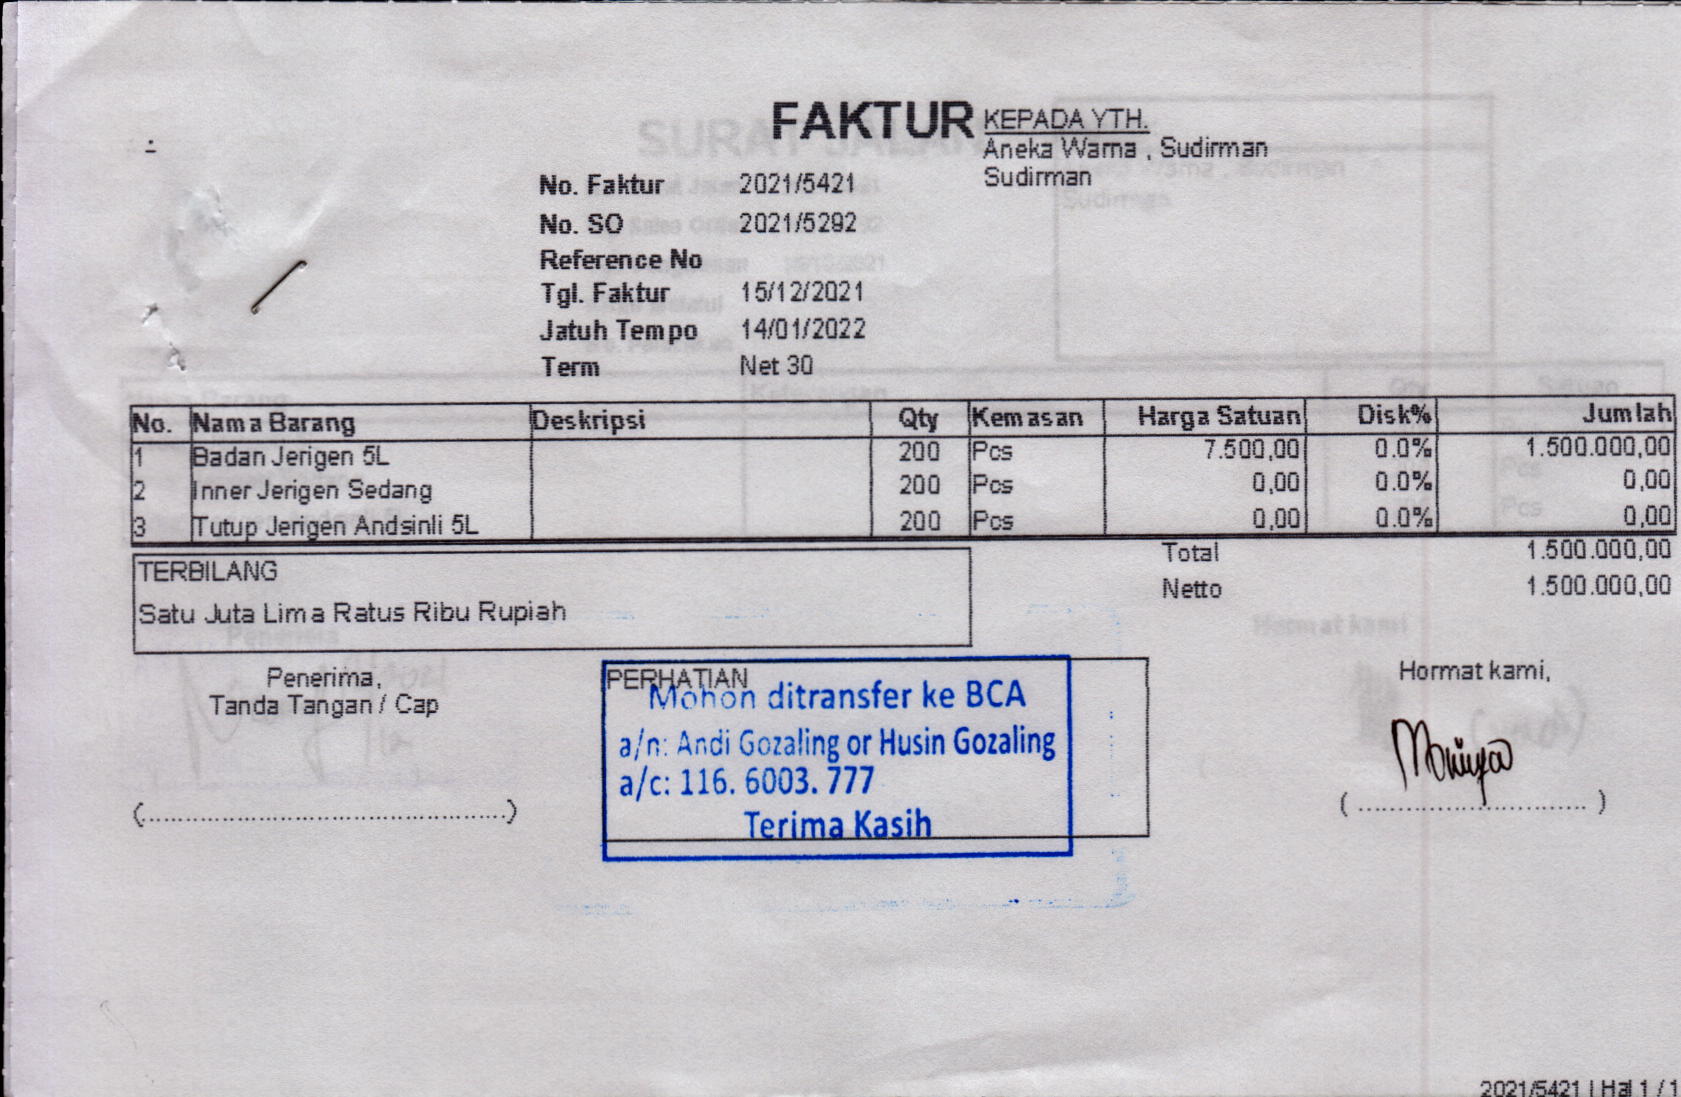 FAKTUR
KEPADA YTH.
Aneka Warna , Sudirman
Sudirman
No. Faktur 2021/5421
No. SO 2021/5292
Reference No
Tgl. Faktur 15/12/2021
Jatuh Tempo 14/01/2022
Term Net 30
No. Nama Barang Deskripsi Qty Kemasan Harga Satuan Disk% Jumlah
1 Badan Jerigen 5L 200 Pcs 7.500,00 0.0% 1.500.000,00
2 Inner Jerigen Sedang 200 Pcs 0,00 0.0% 0,00
3 Tutup Jerigen Andsinli 5L 200 Pcs 0,00 0.0% 0,00
Total 1.500.000,00
Netto 1.500.000,00
TERBILANG
Satu Juta Lima Ratus Ribu Rupiah
Penerima,
Tanda Tangan / Cap
(..............................................)
PERHATIAN
Mohon ditransfer ke BCA
a/n: Andi Gozaling or Husin Gozaling
a/c: 116. 6003. 777
Terima Kasih
Hormat kami,
( ............................. )
2021/5421 | Hal 1 / 1